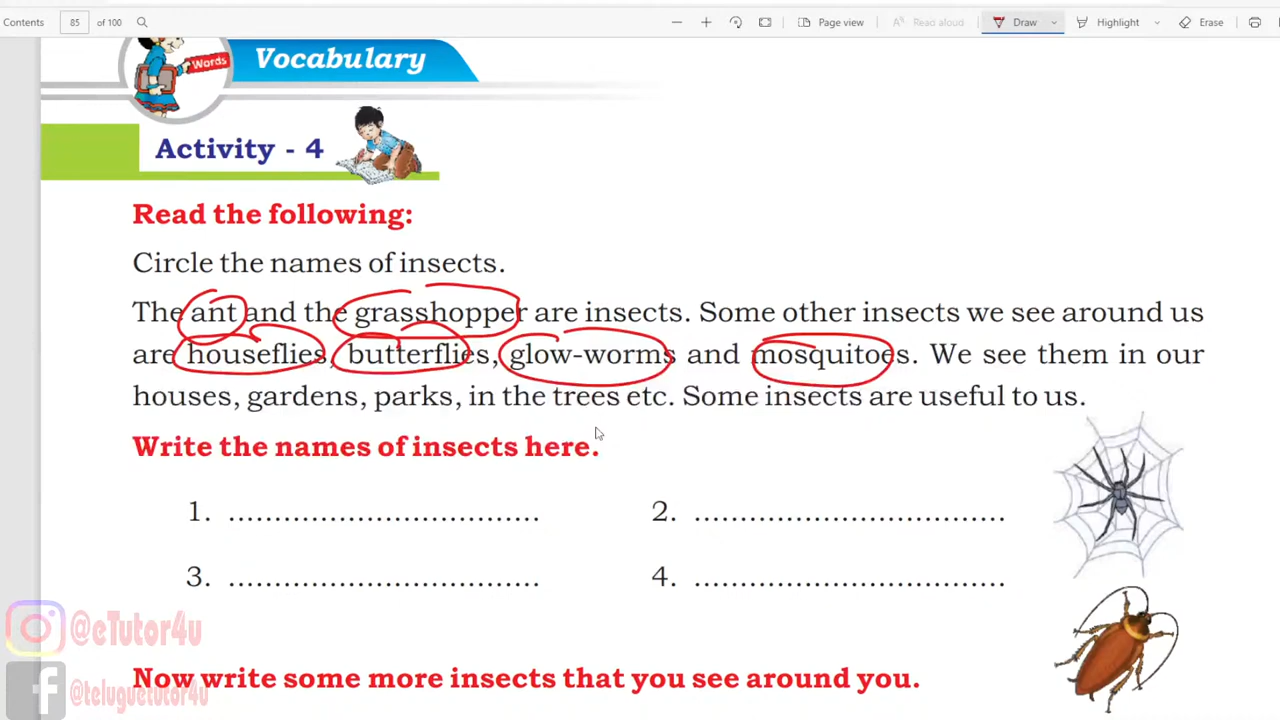 Contents 85 of 100 Page view Read aloud Draw Highlight Erase
Words
Vocabulary
Activity - 4
Read the following:
Circle the names of insects.
The ant and the grasshopper are insects. Some other insects we see around us
are houseflies, butterflies, glow-worms and mosquitoes. We see them in our
houses, gardens, parks, in the trees etc. Some insects are useful to us.
Write the names of insects here.
1. .................................. 2. ..................................
3. .................................. 4. ..................................
@eTutor4u
Now write some more insects that you see around you.
@teluguetutor4u